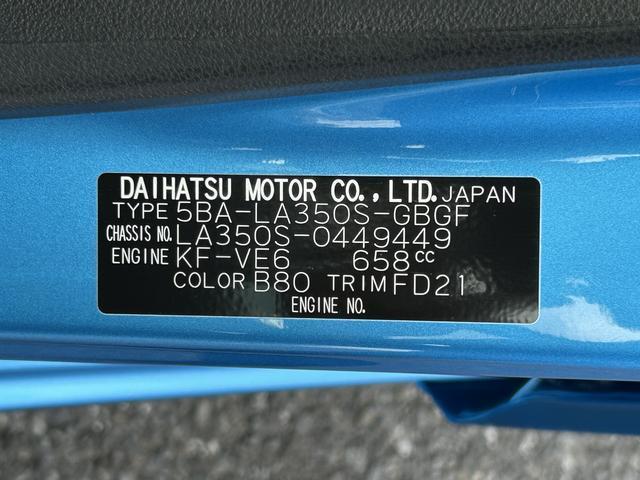 DAIHATSU MOTOR CO., LTD. JAPAN
TYPE 5BA-LA350S-GBGF
CHASSIS NO. LA350S-0449449
ENGINE KF-VE6 658cc
COLOR B80 TRIM FD21
ENGINE NO.